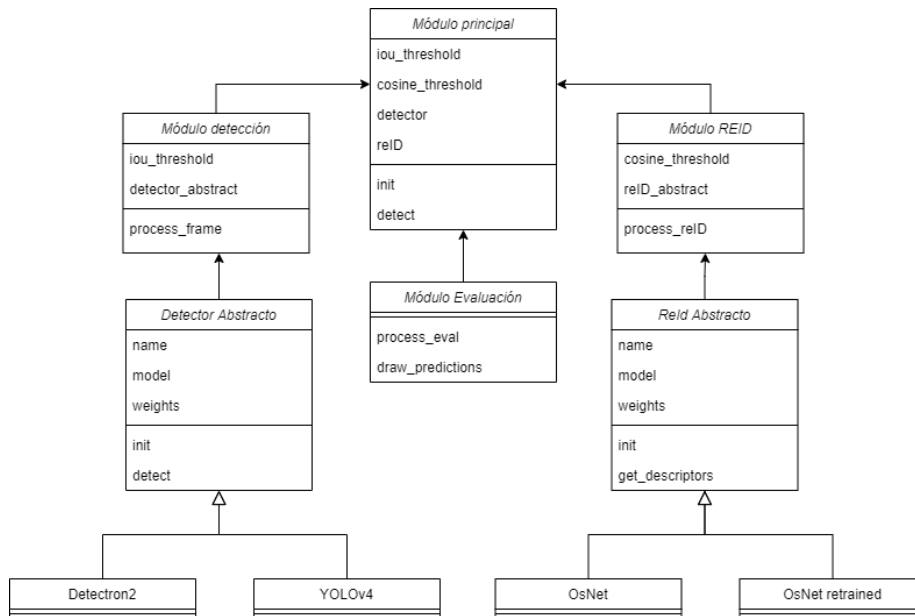 Módulo principal
iou_threshold
cosine_threshold
detector
reID
init
detect
Módulo detección
iou_threshold
detector_abstract
process_frame
Módulo REID
cosine_threshold
reID_abstract
process_reID
Módulo Evaluación
process_eval
draw_predictions
Detector Abstracto
name
model
weights
init
detect
ReId Abstracto
name
model
weights
init
get_descriptors
Detectron2
YOLOv4
OsNet
OsNet retrained